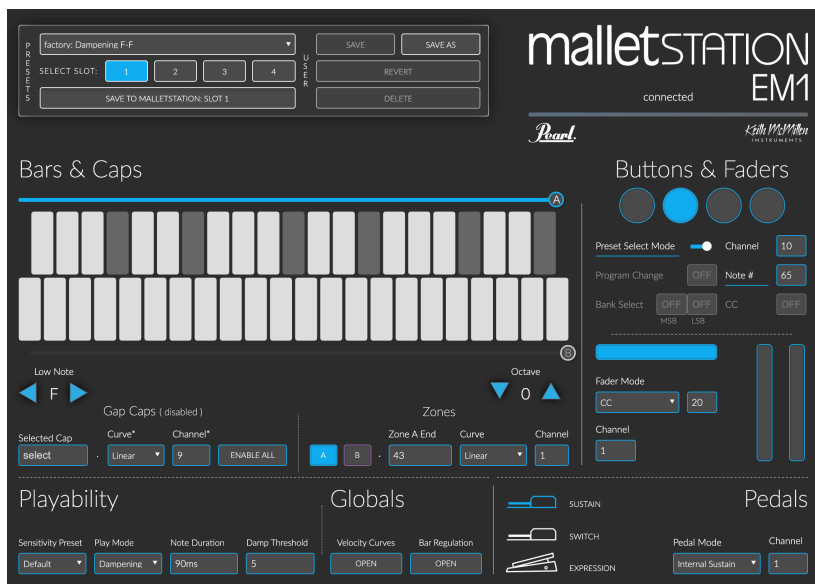 PRESETS
factory: Dampening F-F
SELECT SLOT: 1 2 3 4
SAVE TO MALLETSTATION: SLOT 1
USER
SAVE SAVE AS
REVERT
DELETE
malletSTATION
EM1
connected
Pearl.
Keith McMillen
INSTRUMENTS
Bars & Caps
A
B
Low Note
F
Octave
0
Gap Caps ( disabled )
Selected Cap Curve* Channel*
select - Linear 9 ENABLE ALL
Zones
Zone A End Curve Channel
A B - 43 Linear 1
Buttons & Faders
Preset Select Mode Channel 10
Program Change OFF Note # 65
Bank Select OFF OFF CC OFF
MSB LSB
Fader Mode
CC 20
Channel
1
Playability
Sensitivity Preset Play Mode Note Duration Damp Threshold
Default Dampening 90ms 5
Globals
Velocity Curves Bar Regulation
OPEN OPEN
Pedals
SUSTAIN
SWITCH
EXPRESSION
Pedal Mode Channel
Internal Sustain 1